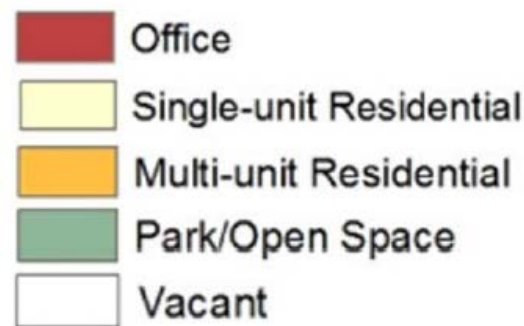 Office
Single-unit Residential
Multi-unit Residential
Park/Open Space
Vacant